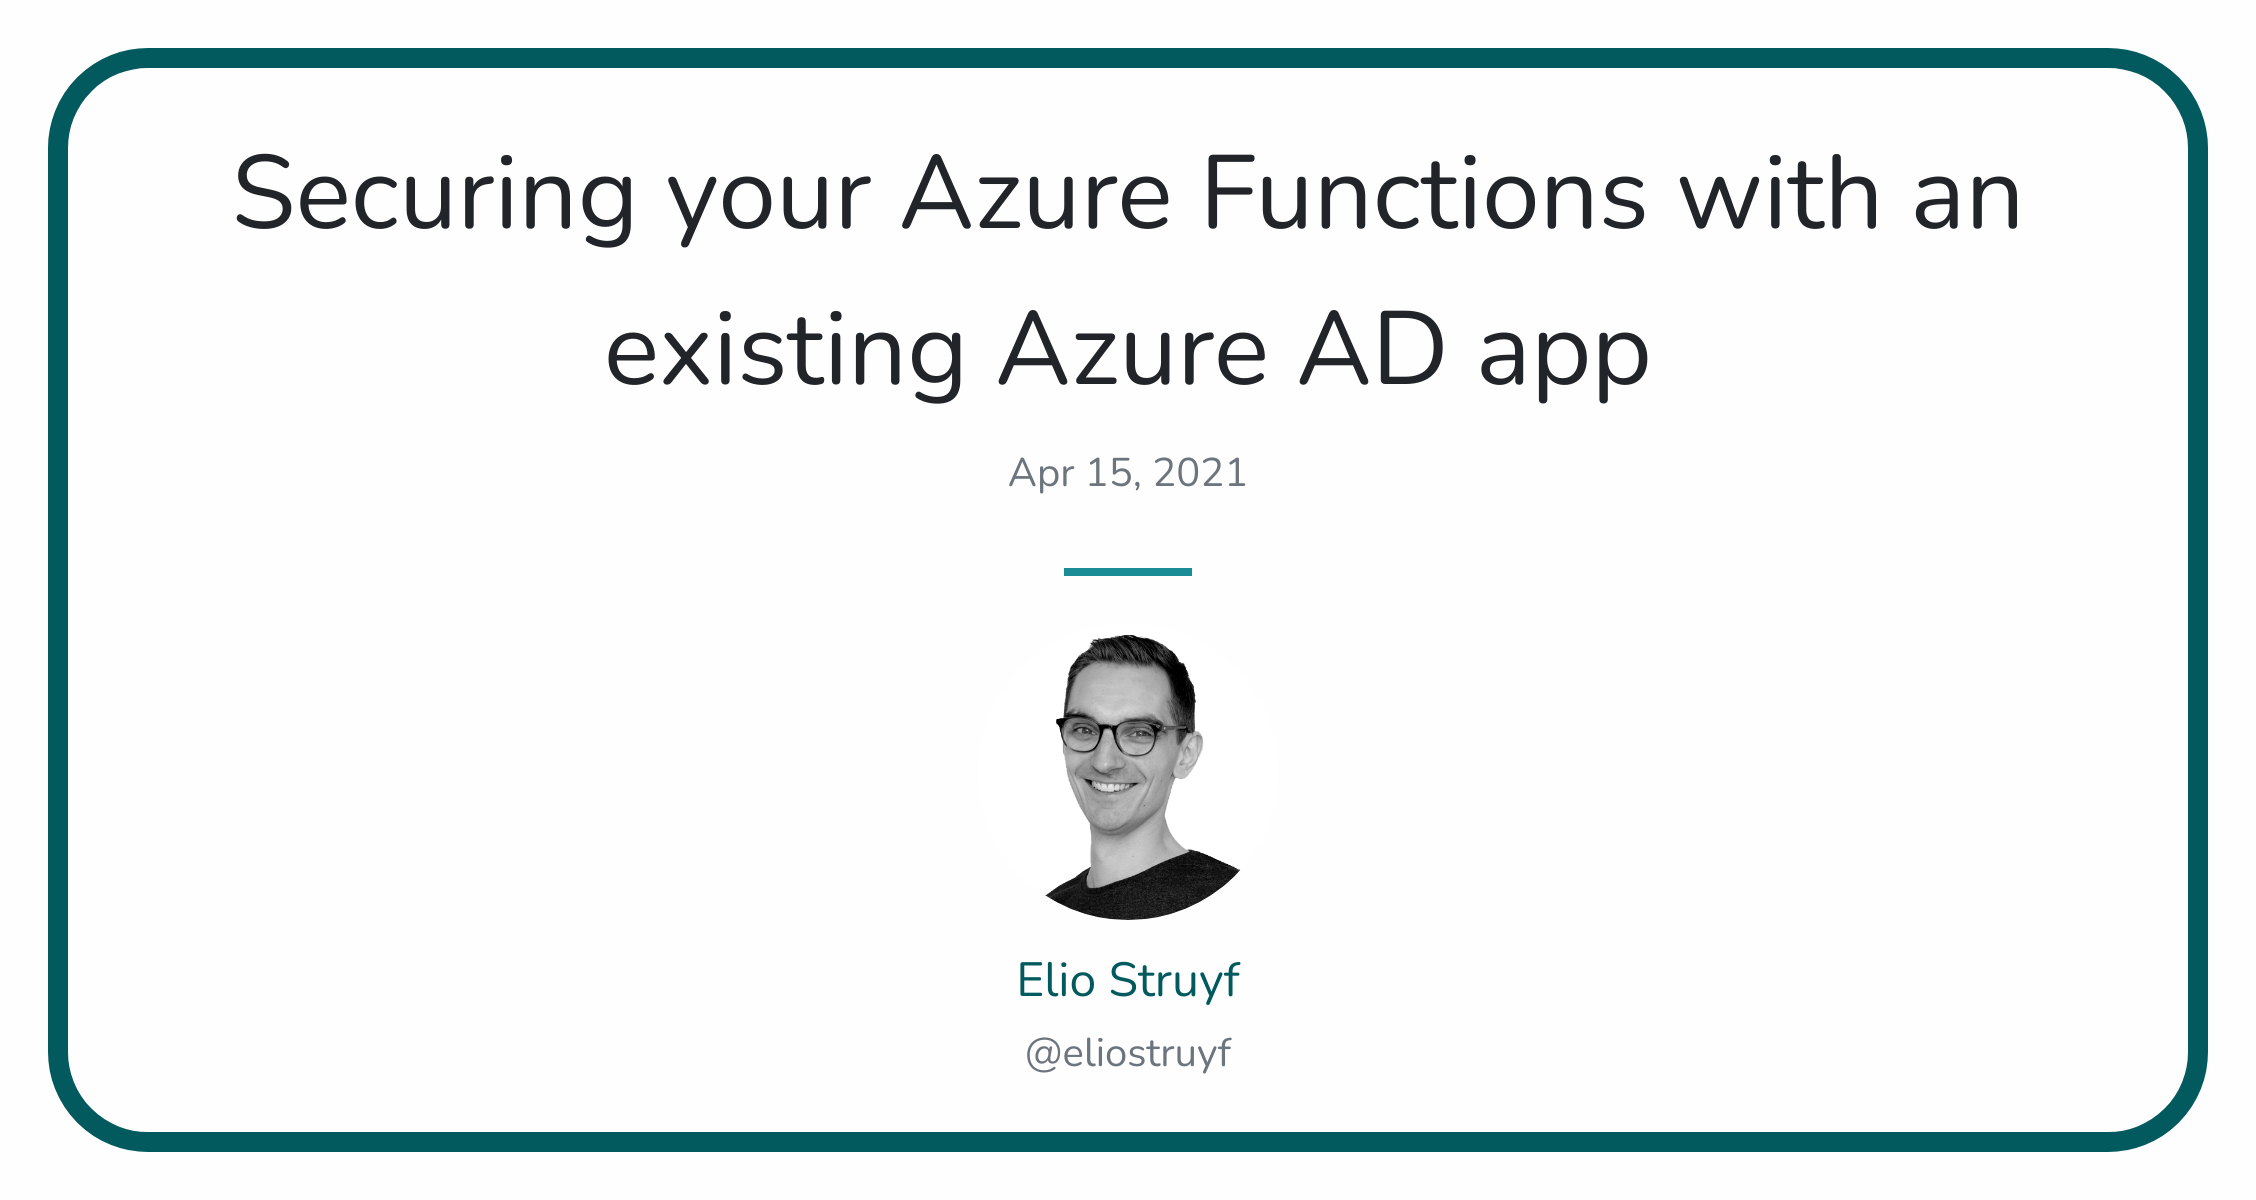 Securing your Azure Functions with an
existing Azure AD app
Apr 15, 2021
Elio Struyf
@eliostruyf